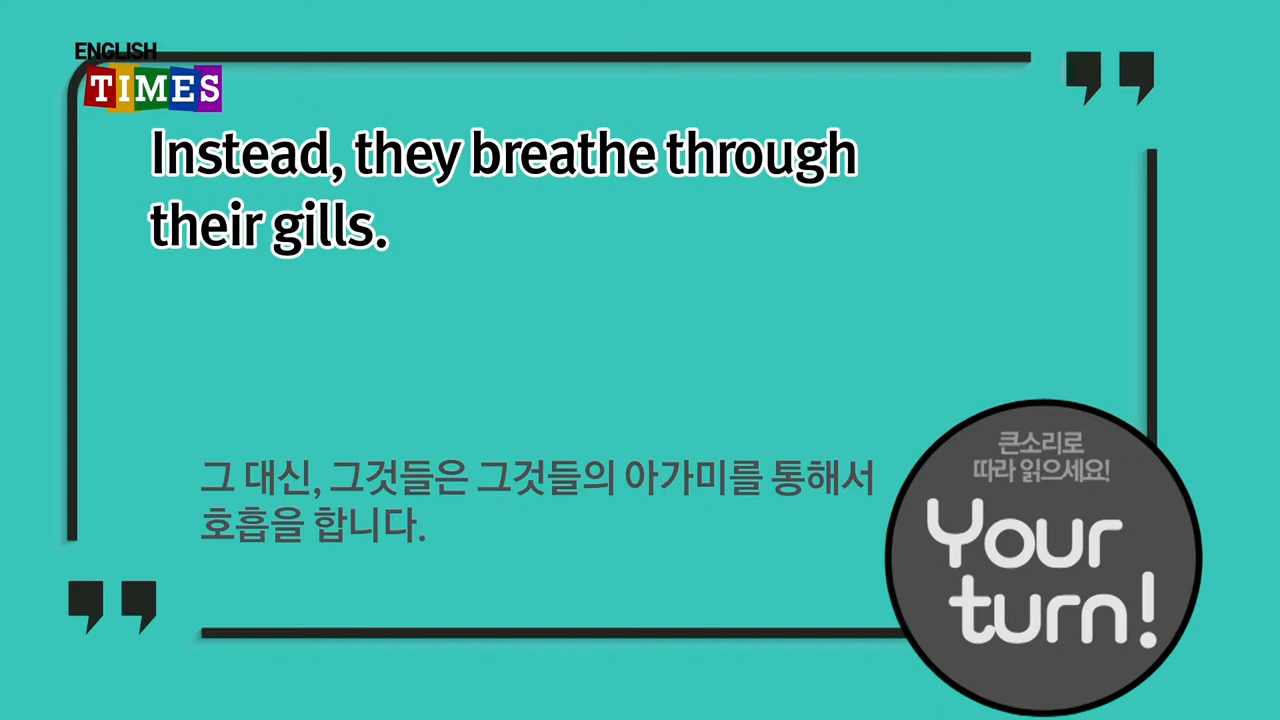 ENGLISH
TIMES
Instead, they breathe through
their gills.
그 대신, 그것들은 그것들의 아가미를 통해서
호흡을 합니다.
큰소리로
따라 읽으세요!
Your
turn!